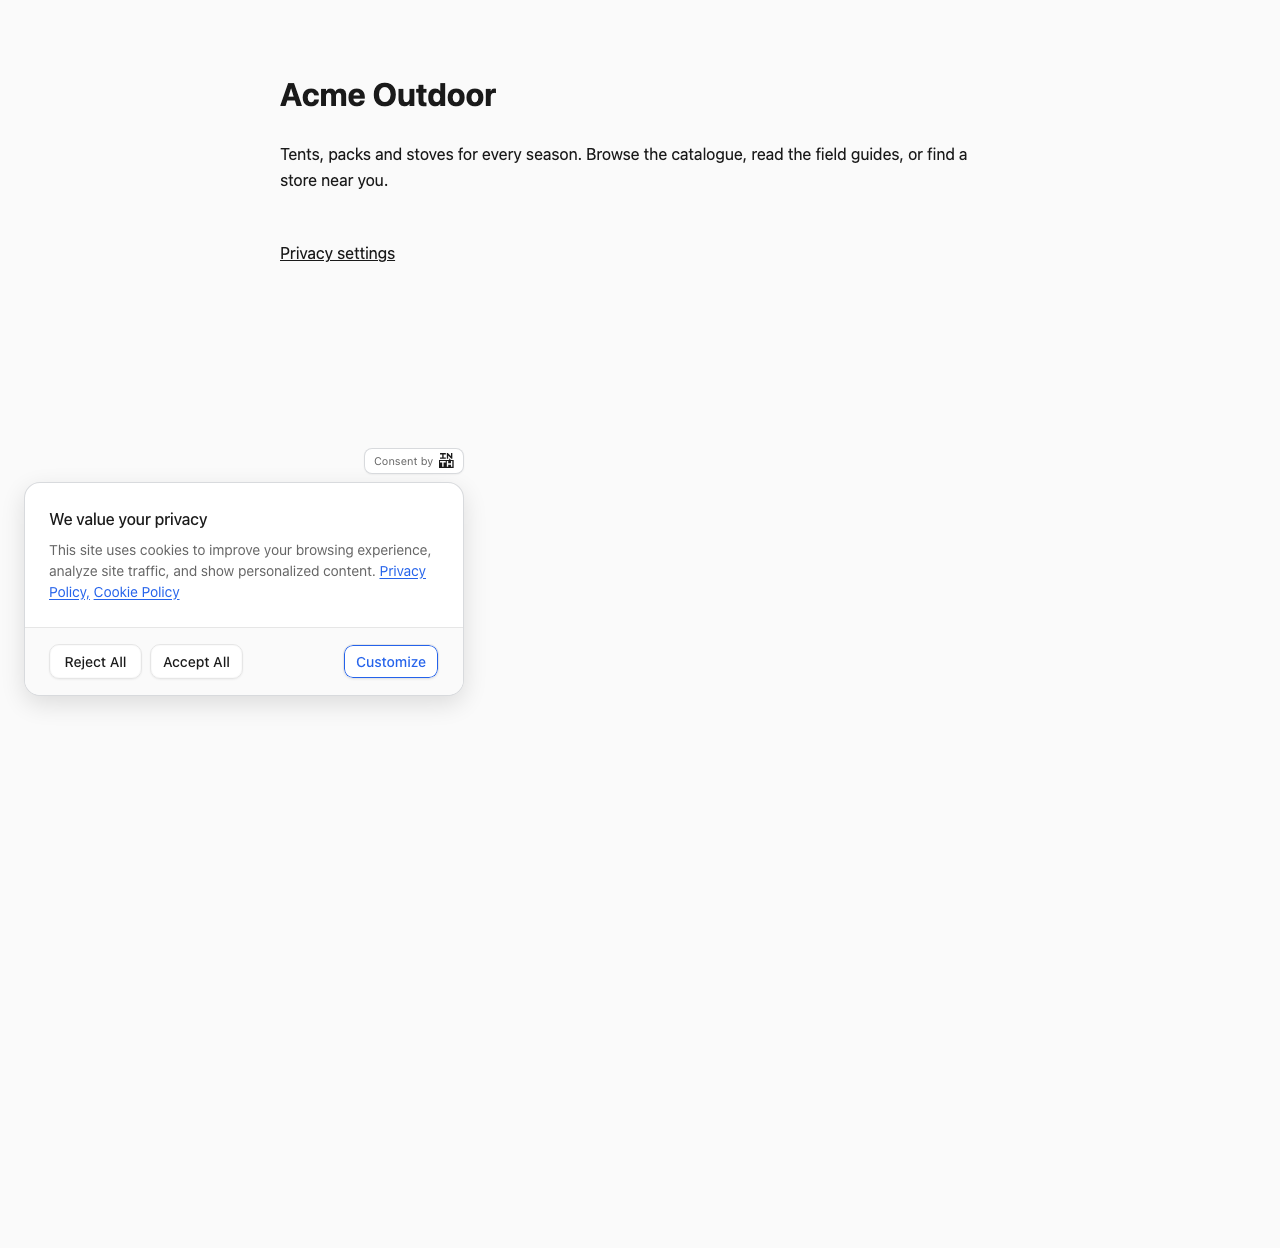 Acme Outdoor
Tents, packs and stoves for every season. Browse the catalogue, read the field guides, or find a
store near you.
Privacy settings
Consent by IN
TH
We value your privacy
This site uses cookies to improve your browsing experience,
analyze site traffic, and show personalized content. Privacy
Policy, Cookie Policy
Reject All Accept All Customize